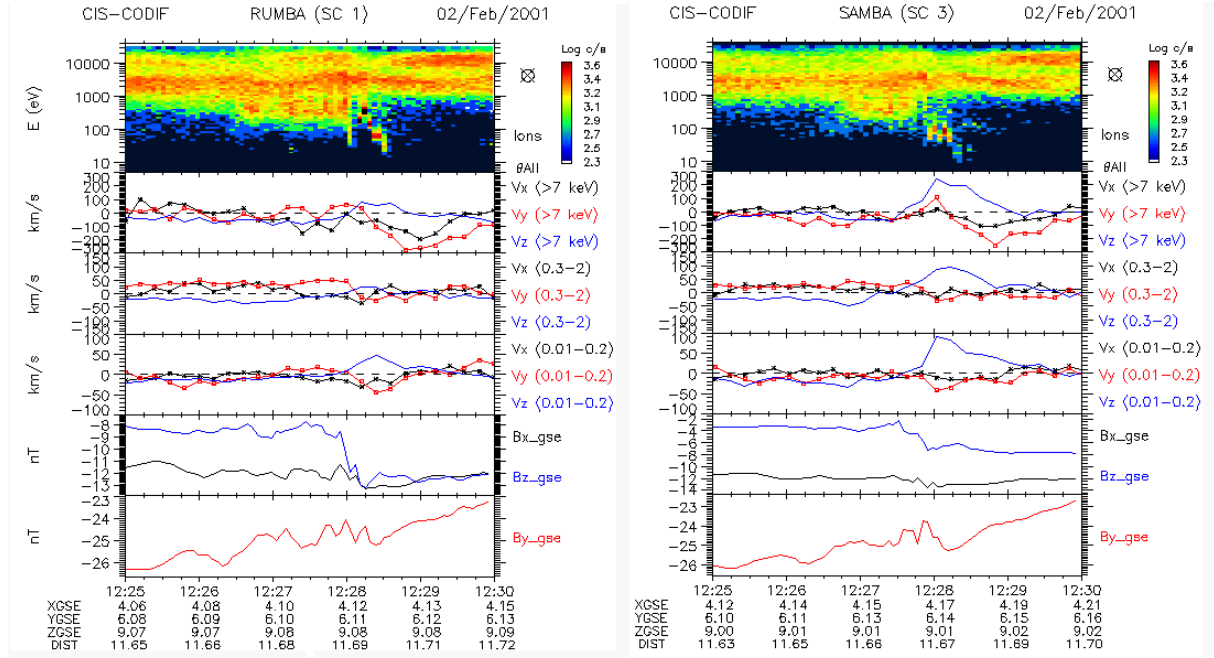 CIS-CODIF RUMBA (SC 1) 02/Feb/2001
E (eV)
10000
1000
100
10
Log c/s
3.6
3.5
3.3
3.1
2.9
2.7
2.5
2.3
Ions
θAll
km/s
300
200
100
0
-100
-200
-300
Vx (>7 keV)
Vy (>7 keV)
Vz (>7 keV)
km/s
150
100
50
0
-50
-100
Vx (0.3-2)
Vy (0.3-2)
Vz (0.3-2)
km/s
100
50
0
-50
-100
Vx (0.01-0.2)
Vy (0.01-0.2)
Vz (0.01-0.2)
nT
-8
-9
-11
-12
-13
Bx_gse
Bz_gse
nT
-23
-24
-25
-26
By_gse
12:25 12:26 12:27 12:28 12:29 12:30
XGSE 4.06 4.08 4.10 4.12 4.13 4.15
YGSE 6.08 6.09 6.10 6.11 6.12 6.13
ZGSE 9.07 9.07 9.08 9.08 9.08 9.09
DIST 11.65 11.66 11.68 11.69 11.71 11.72
CIS-CODIF SAMBA (SC 3) 02/Feb/2001
10000
1000
100
10
Log c/s
3.6
3.5
3.3
3.1
2.9
2.7
2.5
2.3
Ions
θAll
300
200
100
0
-100
-200
Vx (>7 keV)
Vy (>7 keV)
Vz (>7 keV)
150
100
50
0
-50
Vx (0.3-2)
Vy (0.3-2)
Vz (0.3-2)
100
50
0
-50
-100
Vx (0.01-0.2)
Vy (0.01-0.2)
Vz (0.01-0.2)
-2
-4
-6
-8
-10
-12
-14
Bx_gse
Bz_gse
-23
-24
-25
-26
By_gse
12:25 12:26 12:27 12:28 12:29 12:30
XGSE 4.12 4.14 4.15 4.17 4.19 4.21
YGSE 6.10 6.11 6.13 6.14 6.15 6.16
ZGSE 9.00 9.01 9.01 9.01 9.02 9.02
DIST 11.63 11.65 11.67 11.67 11.69 11.70